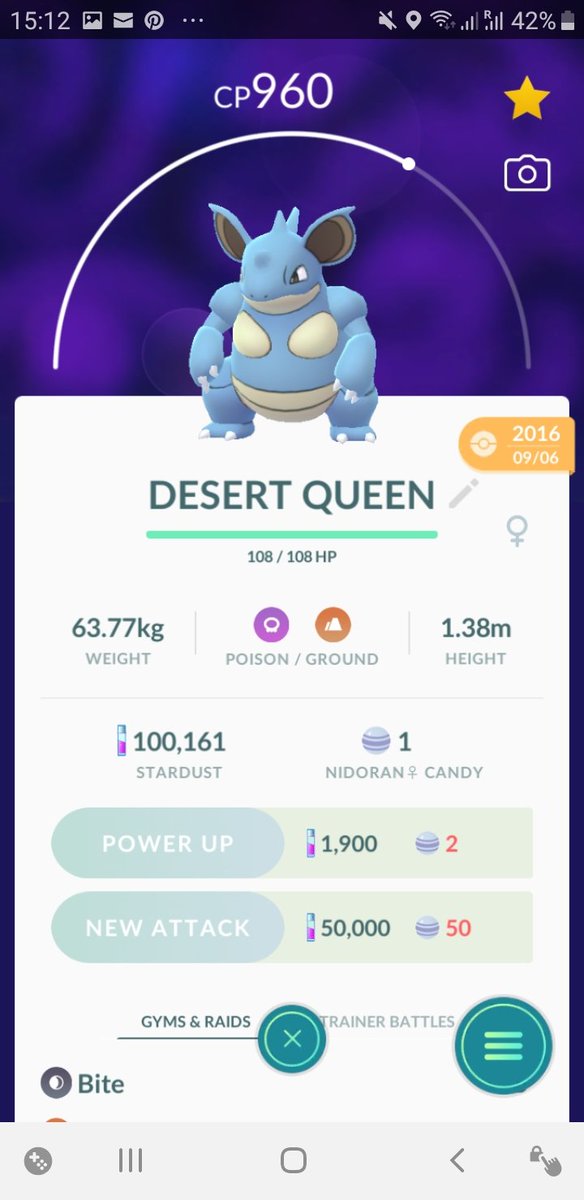 15:12 ... R 42%
CP960
2016
09/06
DESERT QUEEN
108 / 108 HP
63.77kg
WEIGHT
POISON / GROUND
1.38m
HEIGHT
100,161
STARDUST
1
NIDORAN♀ CANDY
POWER UP 1,900 2
NEW ATTACK 50,000 50
GYMS & RAIDS TRAINER BATTLES
Bite